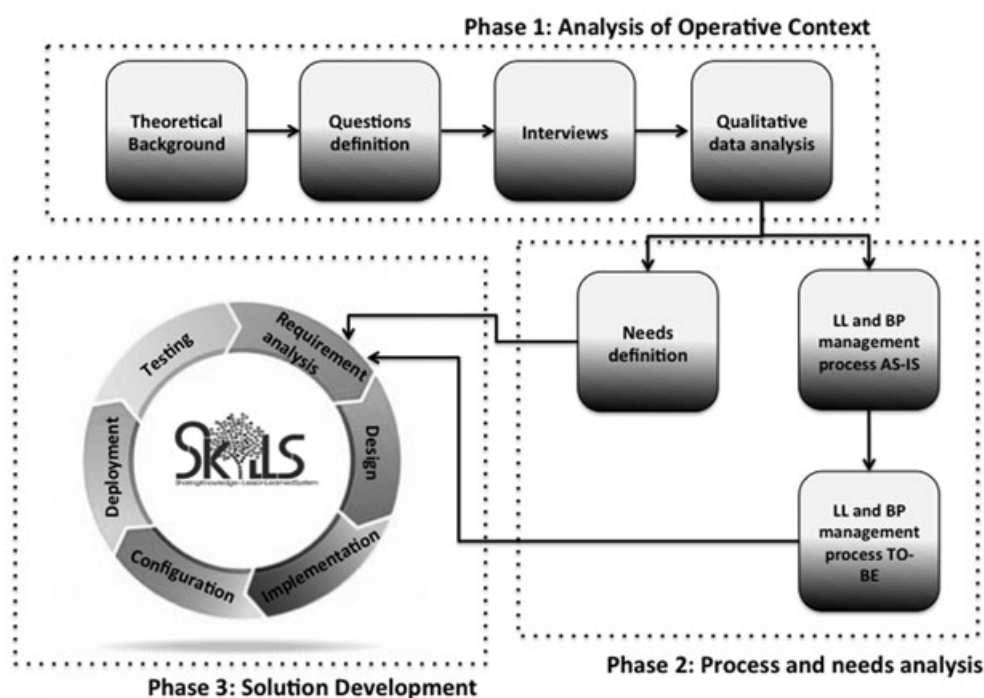 Phase 1: Analysis of Operative Context
Theoretical
Background
Questions
definition
Interviews
Qualitative
data analysis
Needs
definition
LL and BP
management
process AS-IS
LL and BP
management
process TO-
BE
Requirement
analysis
Design
Implementation
Configuration
Deployment
Testing
SKILLS
SharingKnowledge-LessonLearnedSystem
Phase 2: Process and needs analysis
Phase 3: Solution Development